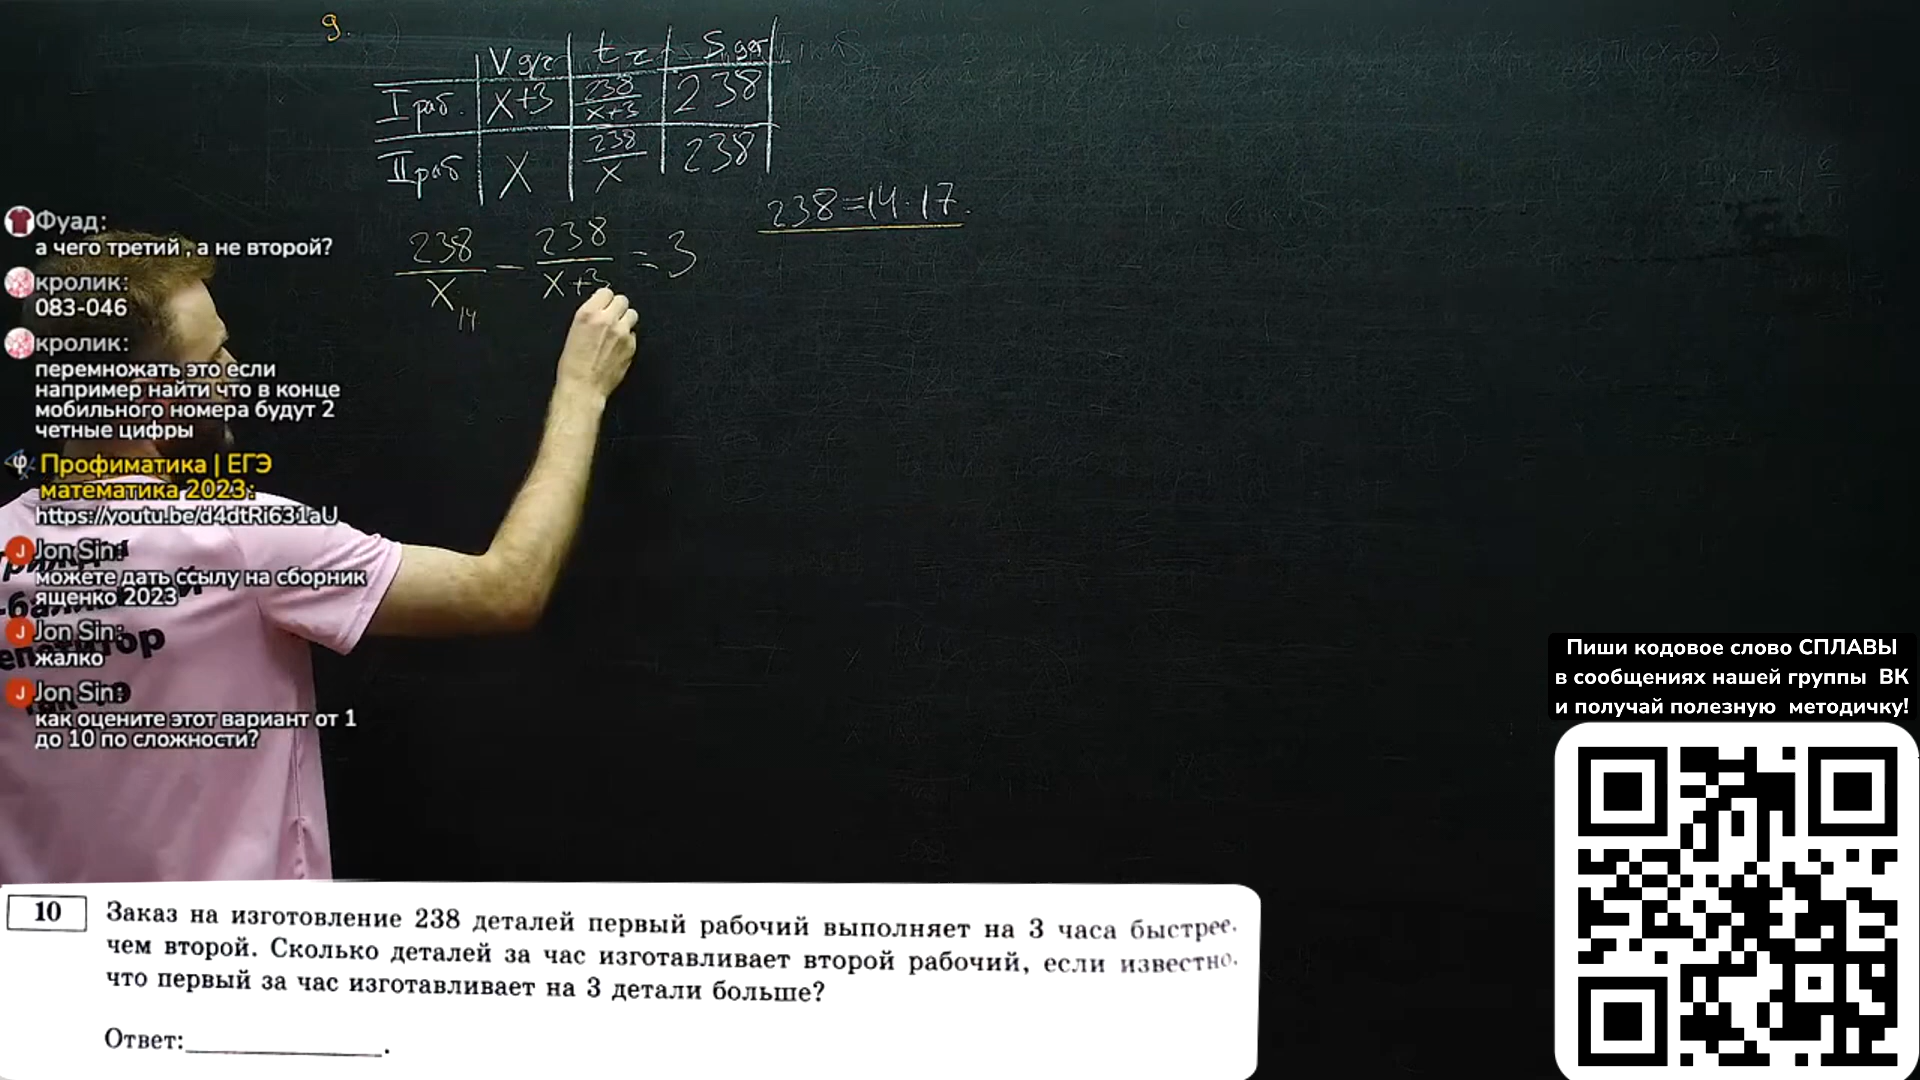 9.
V g/r t, r S, дет
I раб. x+3 238/(x+3) 238
II раб x 238/x 238
238=14·17.
238/x - 238/(x+3) = 3
14
Фуад:
а чего третий , а не второй?
кролик:
083-046
кролик:
перемножать это если
например найти что в конце
мобильного номера будут 2
четные цифры
Профиматика | ЕГЭ
математика 2023:
https://youtu.be/d4dtRi631aU
Jon Sin:
можете дать ссылу на сборник
ященко 2023
Jon Sin:
жалко
Jon Sin:
как оцените этот вариант от 1
до 10 по сложности?
Пиши кодовое слово СПЛАВЫ
в сообщениях нашей группы ВК
и получай полезную методичку!
10 Заказ на изготовление 238 деталей первый рабочий выполняет на 3 часа быстрее,
чем второй. Сколько деталей за час изготавливает второй рабочий, если известно,
что первый за час изготавливает на 3 детали больше?
Ответ:____________.